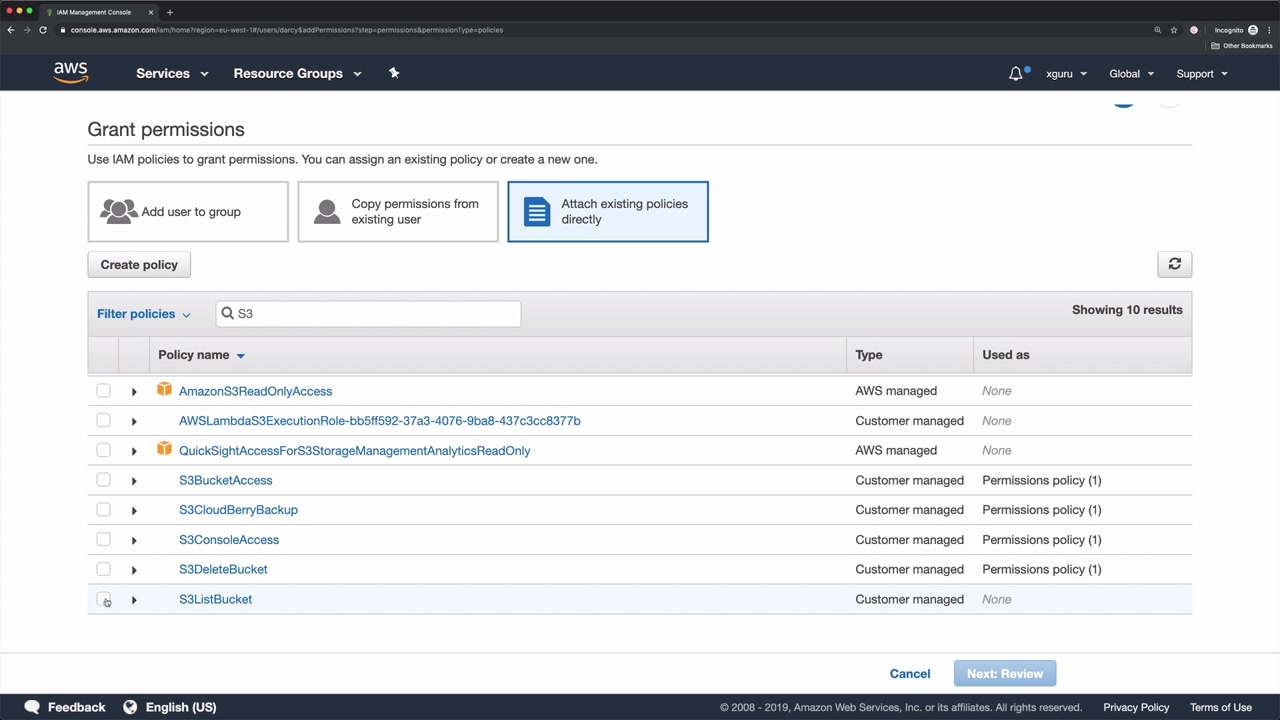 IAM Management Console
console.aws.amazon.com/iam/home?region=eu-west-1#/users/darcy$addPermissions?step=permissions&permissionType=policies
Incognito
Other Bookmarks
aws
Services
Resource Groups
xguru
Global
Support
Grant permissions
Use IAM policies to grant permissions. You can assign an existing policy or create a new one.
Add user to group
Copy permissions from
existing user
Attach existing policies
directly
Create policy
Filter policies
S3
Showing 10 results
Policy name
Type
Used as
AmazonS3ReadOnlyAccess
AWS managed
None
AWSLambdaS3ExecutionRole-bb5ff592-37a3-4076-9ba8-437c3cc8377b
Customer managed
None
QuickSightAccessForS3StorageManagementAnalyticsReadOnly
AWS managed
None
S3BucketAccess
Customer managed
Permissions policy (1)
S3CloudBerryBackup
Customer managed
Permissions policy (1)
S3ConsoleAccess
Customer managed
Permissions policy (1)
S3DeleteBucket
Customer managed
Permissions policy (1)
S3ListBucket
Customer managed
None
Cancel
Next: Review
Feedback
English (US)
© 2008 - 2019, Amazon Web Services, Inc. or its affiliates. All rights reserved.
Privacy Policy
Terms of Use